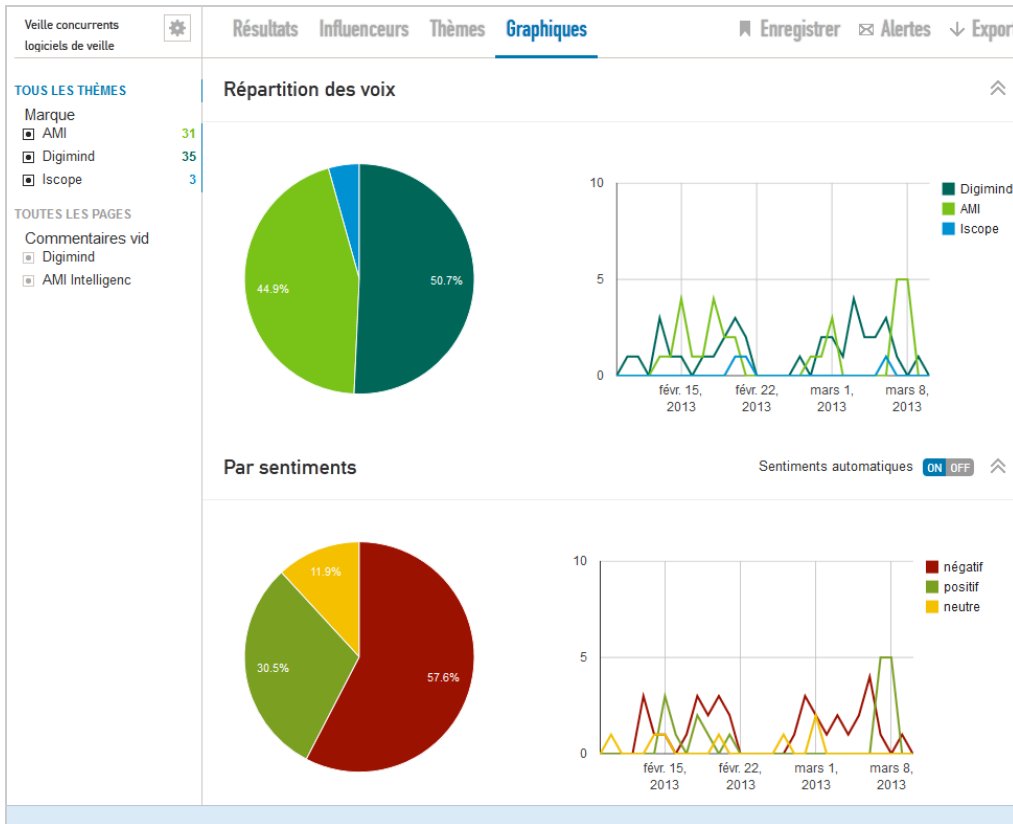 Veille concurrents
logiciels de veille
Résultats Influenceurs Thèmes Graphiques Enregistrer Alertes Export
TOUS LES THÈMES
Marque
AMI 31
Digimind 35
Iscope 3
TOUTES LES PAGES
Commentaires vid
Digimind
AMI Intelligenc
Répartition des voix
44.9%
50.7%
10
5
0
févr. 15,
2013
févr. 22,
2013
mars 1,
2013
mars 8,
2013
Digimind
AMI
Iscope
Par sentiments
Sentiments automatiques ON OFF
11.9%
30.5%
57.6%
10
5
0
févr. 15,
2013
févr. 22,
2013
mars 1,
2013
mars 8,
2013
négatif
positif
neutre